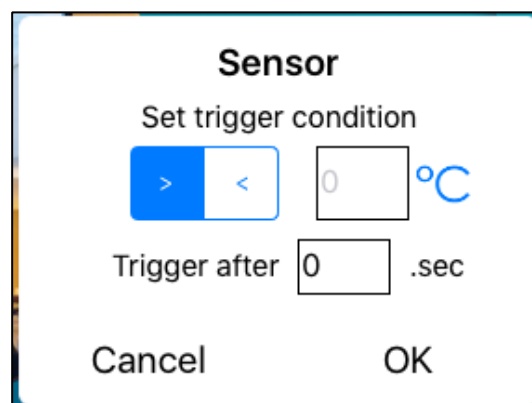 Sensor
Set trigger condition
> < 0 °C
Trigger after 0 .sec
Cancel OK